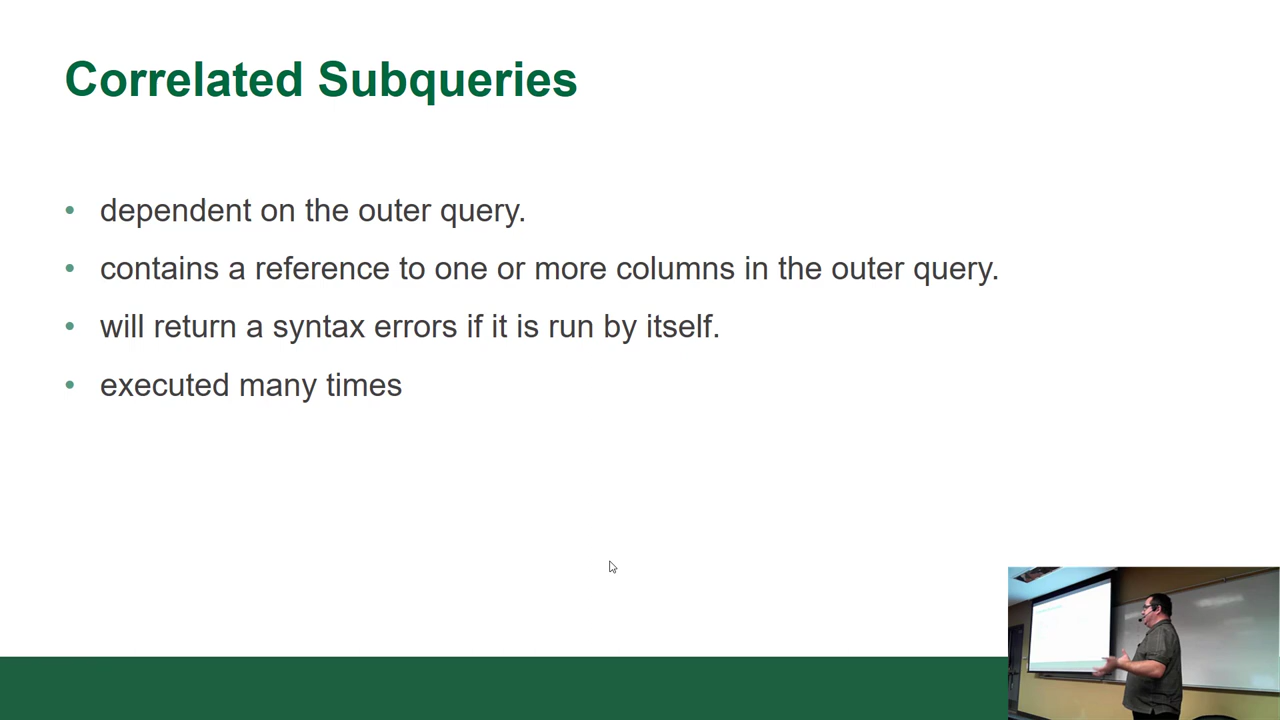 Correlated Subqueries
• dependent on the outer query.
• contains a reference to one or more columns in the outer query.
• will return a syntax errors if it is run by itself.
• executed many times